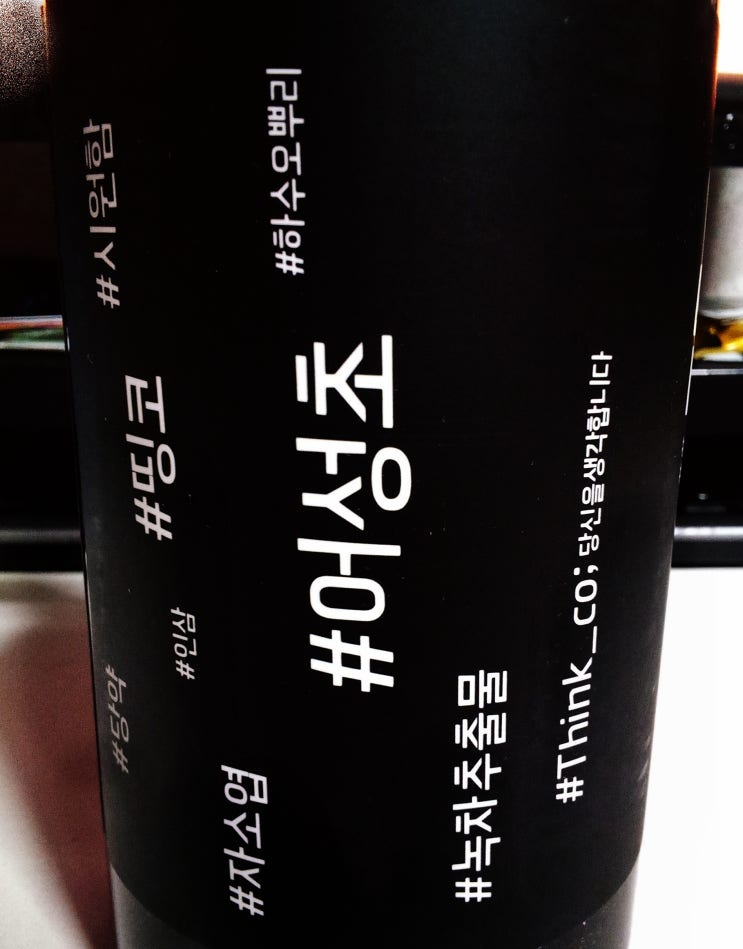 #시원함
#하수오뿌리
#펀띵
#어성초
#인삼
#당약
#Think_co;당신을생각합니다
#자소엽
#녹차추출물